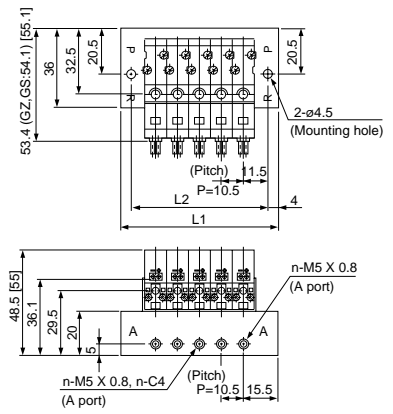 53.4 (GZ,GS:54.1) [55.1]
36
32.5
20.5
P
P
20.5
R
R
2-ø4.5
(Mounting hole)
(Pitch)
11.5
P=10.5
L2
4
L1
48.5 [55]
36.1
29.5
20
5
n-M5 X 0.8
(A port)
A
A
n-M5 X 0.8, n-C4
(A port)
(Pitch)
P=10.5
15.5